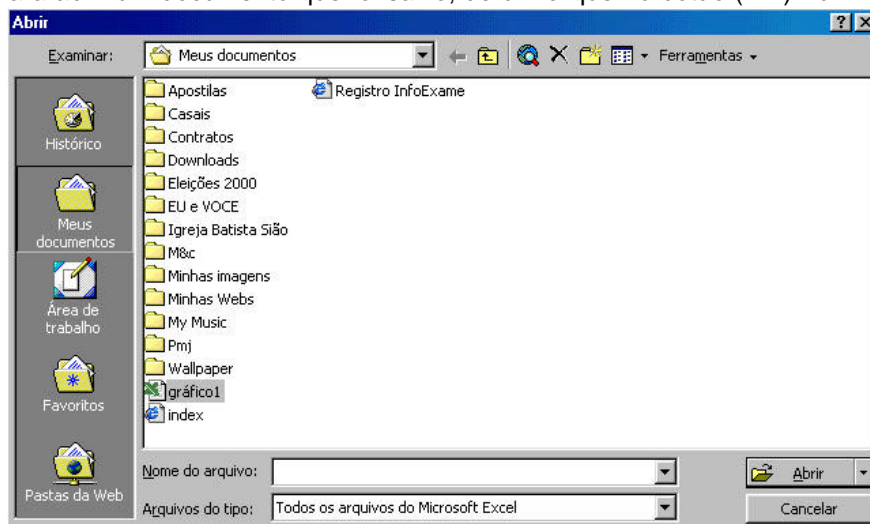 Abrir
Examinar:
Meus documentos
Ferramentas
Histórico
Meus documentos
Área de trabalho
Favoritos
Pastas da Web
Apostilas
Casais
Contratos
Downloads
Eleições 2000
EU e VOCE
Igreja Batista Sião
M&c
Minhas imagens
Minhas Webs
My Music
Pmj
Wallpaper
gráfico1
index
Registro InfoExame
Nome do arquivo:
Abrir
Arquivos do tipo:
Todos os arquivos do Microsoft Excel
Cancelar